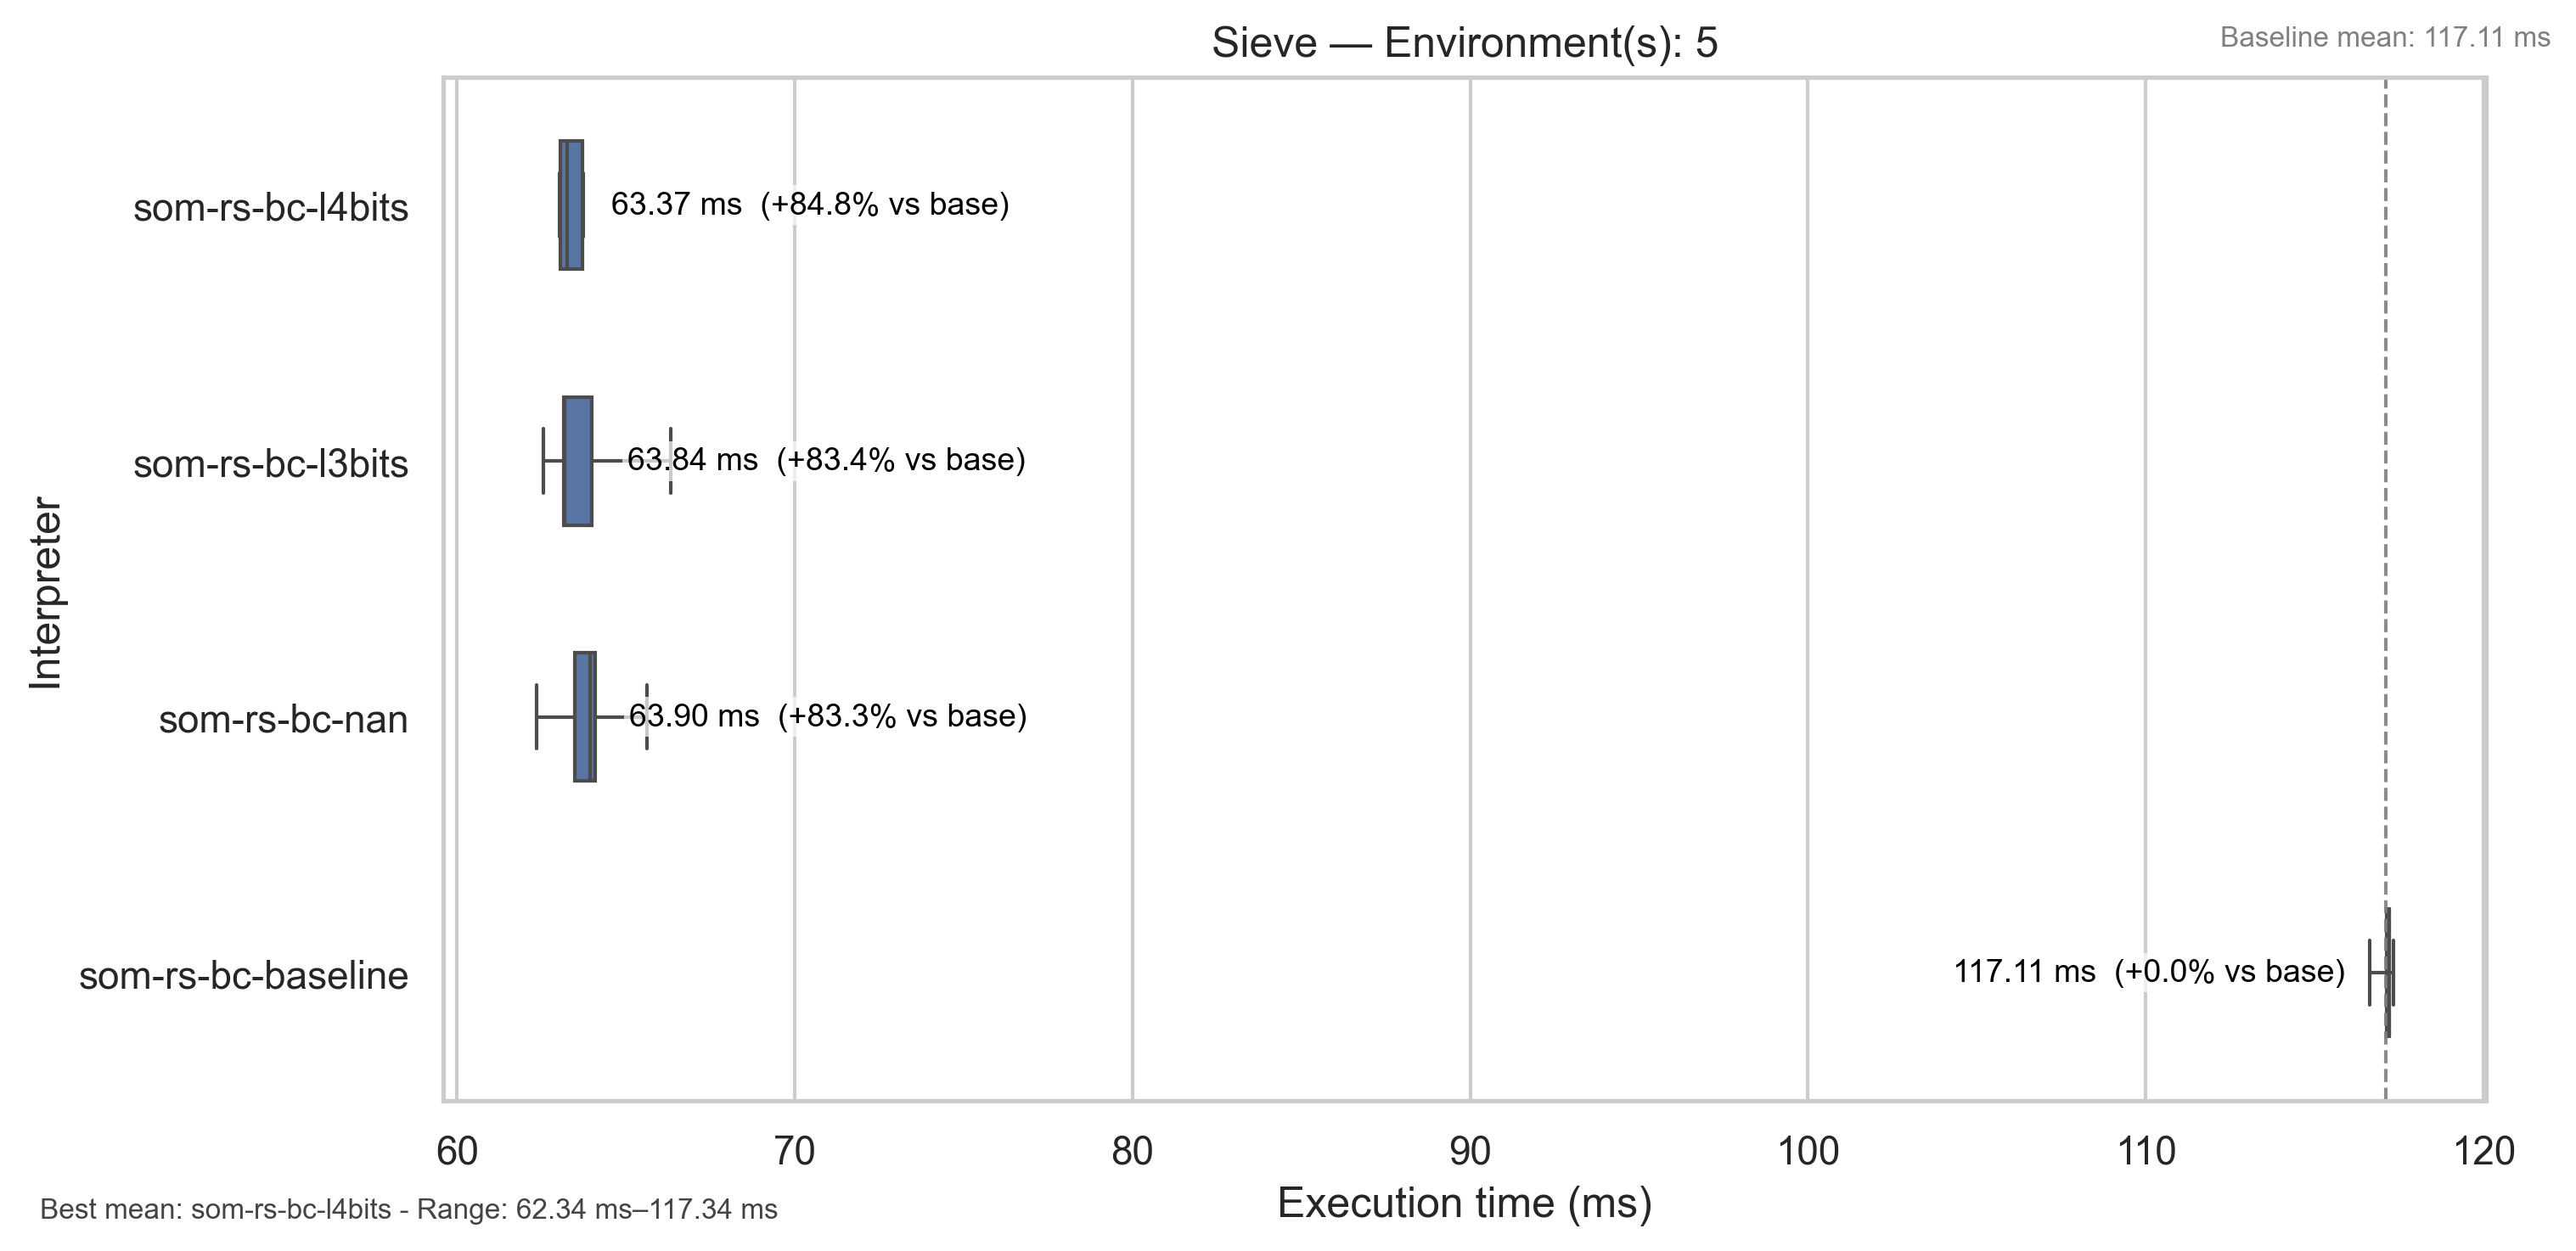 Sieve — Environment(s): 5
Baseline mean: 117.11 ms
Interpreter
som-rs-bc-l4bits
63.37 ms (+84.8% vs base)
som-rs-bc-l3bits
63.84 ms (+83.4% vs base)
som-rs-bc-nan
63.90 ms (+83.3% vs base)
som-rs-bc-baseline
117.11 ms (+0.0% vs base)
60 70 80 90 100 110 120
Execution time (ms)
Best mean: som-rs-bc-l4bits - Range: 62.34 ms–117.34 ms